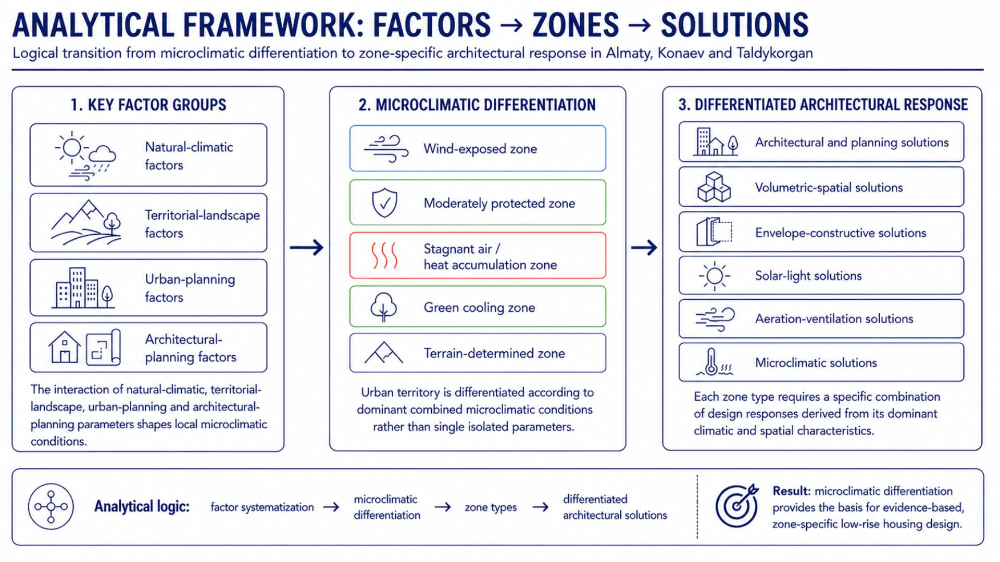 ANALYTICAL FRAMEWORK: FACTORS → ZONES → SOLUTIONS
Logical transition from microclimatic differentiation to zone-specific architectural response in Almaty, Konaev and Taldykorgan
1. KEY FACTOR GROUPS
Natural-climatic
factors
Territorial-landscape
factors
Urban-planning
factors
Architectural-
planning factors
The interaction of natural-climatic, territorial-
landscape, urban-planning and architectural-
planning parameters shapes local microclimatic
conditions.
2. MICROCLIMATIC DIFFERENTIATION
Wind-exposed zone
Moderately protected zone
Stagnant air /
heat accumulation zone
Green cooling zone
Terrain-determined zone
Urban territory is differentiated according to
dominant combined microclimatic conditions
rather than single isolated parameters.
3. DIFFERENTIATED ARCHITECTURAL RESPONSE
Architectural and planning solutions
Volumetric-spatial solutions
Envelope-constructive solutions
Solar-light solutions
Aeration-ventilation solutions
Microclimatic solutions
Each zone type requires a specific combination
of design responses derived from its dominant
climatic and spatial characteristics.
Analytical logic:
factor systematization →
microclimatic
differentiation →
zone types →
differentiated
architectural solutions
Result: microclimatic differentiation
provides the basis for evidence-based,
zone-specific low-rise housing design.